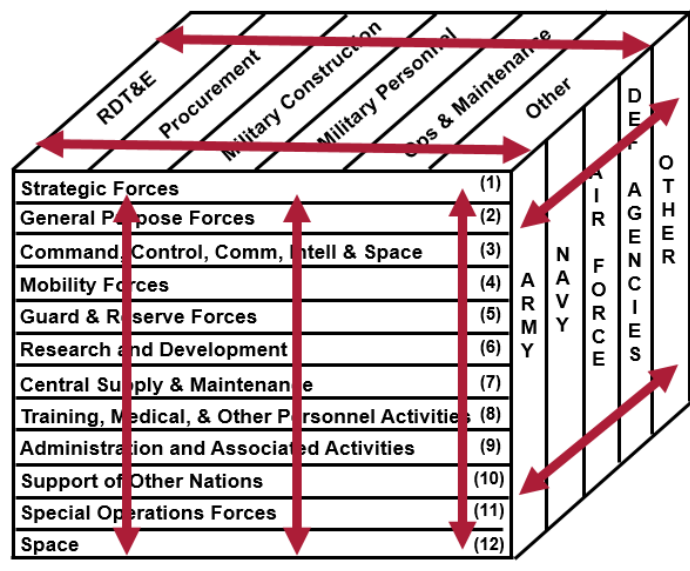 RDT&E
Procurement
Military Construction
Military Personnel
Ops & Maintenance
Other
Strategic Forces (1)
General Purpose Forces (2)
Command, Control, Comm, Intell & Space (3)
Mobility Forces (4)
Guard & Reserve Forces (5)
Research and Development (6)
Central Supply & Maintenance (7)
Training, Medical, & Other Personnel Activities (8)
Administration and Associated Activities (9)
Support of Other Nations (10)
Special Operations Forces (11)
Space (12)
ARMY
NAVY
AIR FORCE
DEF AGENCIES
OTHER